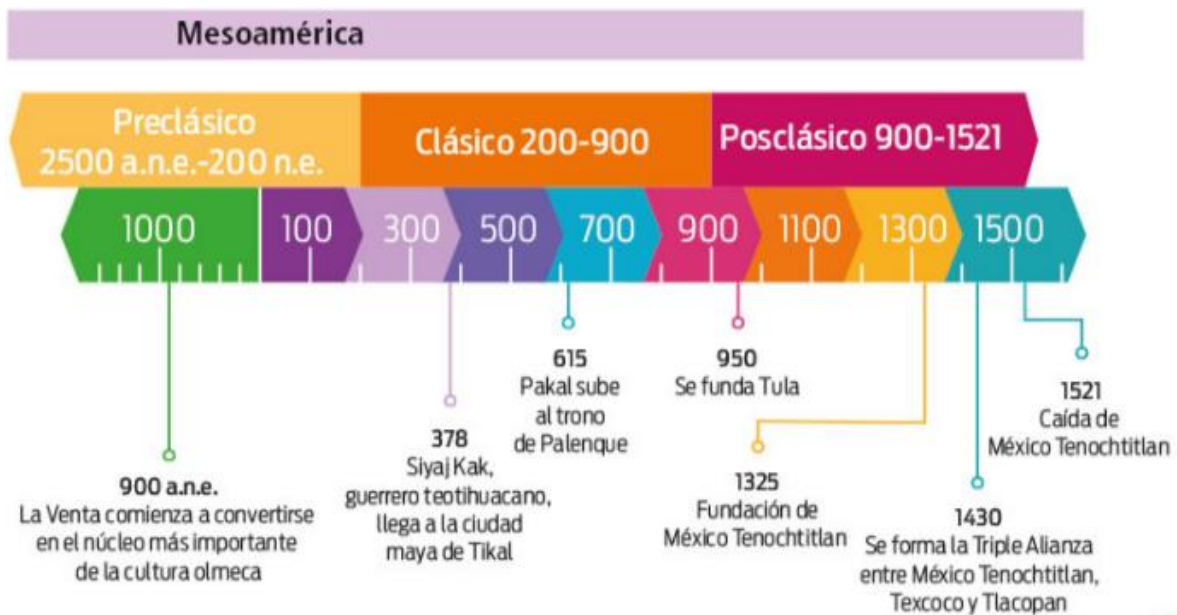 Mesoamérica
Preclásico
2500 a.n.e.-200 n.e.
Clásico 200-900
Posclásico 900-1521
1000
100
300
500
700
900
1100
1300
1500
900 a.n.e.
La Venta comienza a convertirse
en el núcleo más importante
de la cultura olmeca
378
Siyaj Kak,
guerrero teotihuacano,
llega a la ciudad
maya de Tikal
615
Pakal sube
al trono
de Palenque
950
Se funda Tula
1325
Fundación de
México Tenochtitlan
1430
Se forma la Triple Alianza
entre México Tenochtitlan,
Texcoco y Tlacopan
1521
Caída de
México Tenochtitlan